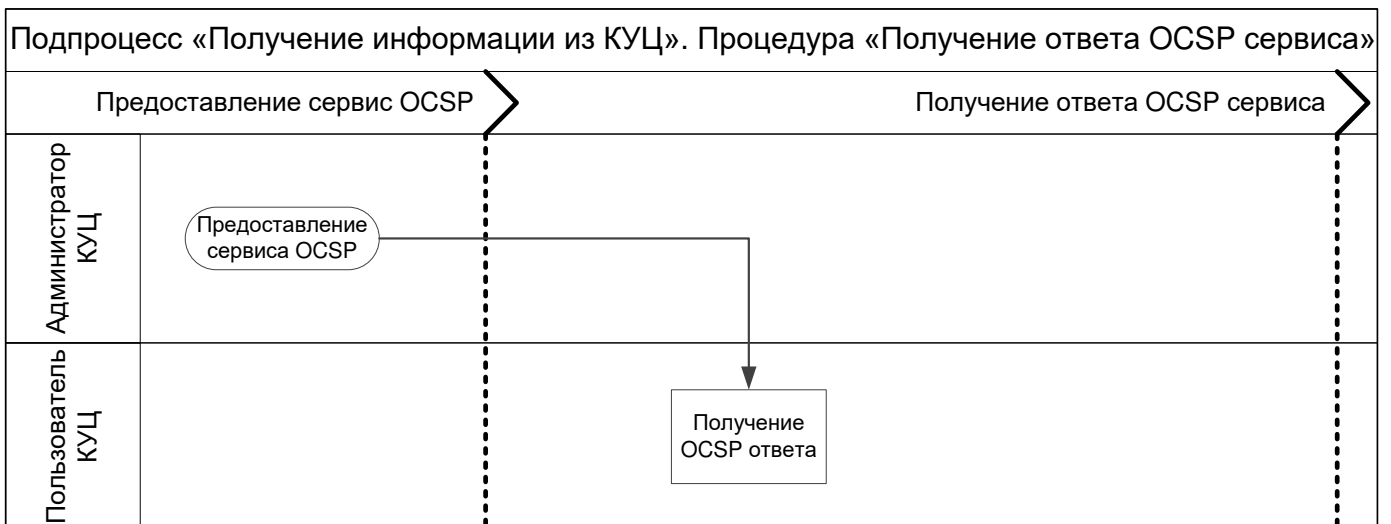 Подпроцесс «Получение информации из КУЦ». Процедура «Получение ответа OCSP сервиса»
Предоставление сервис OCSP
Получение ответа OCSP сервиса
Администратор
КУЦ
Предоставление
сервиса OCSP
Пользователь
КУЦ
Получение
OCSP ответа